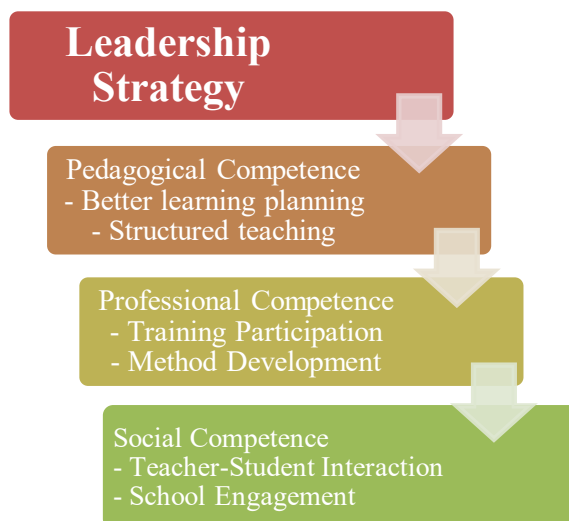 Leadership
Strategy
Pedagogical Competence
- Better learning planning
- Structured teaching
Professional Competence
- Training Participation
- Method Development
Social Competence
- Teacher-Student Interaction
- School Engagement